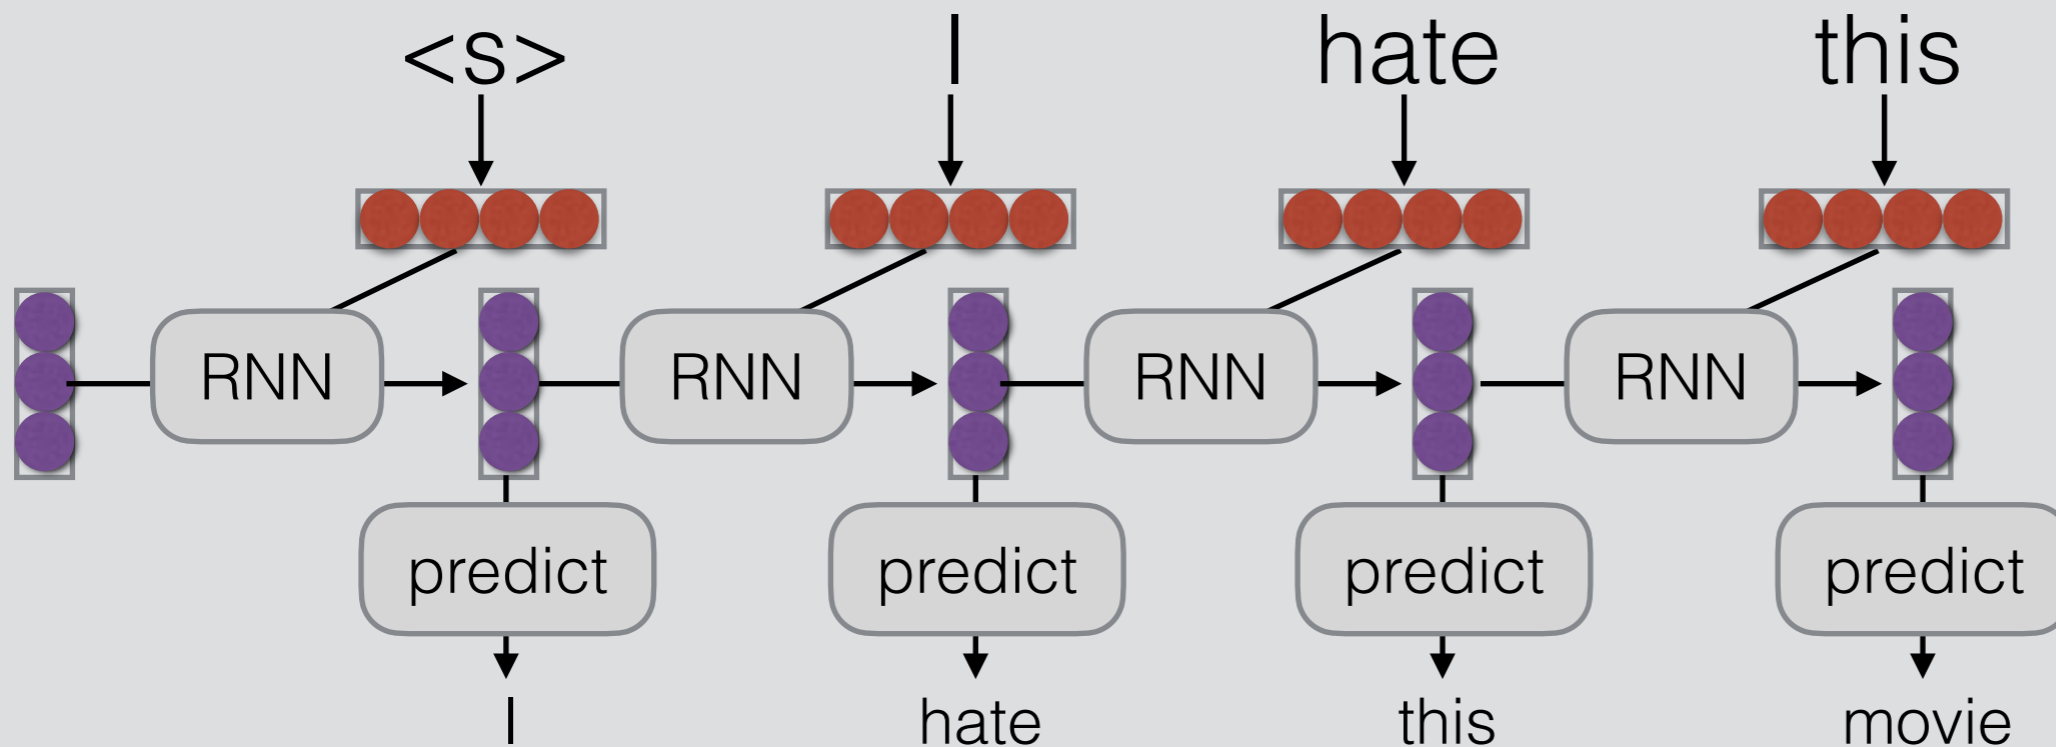 <s> I hate this
RNN RNN RNN RNN
predict predict predict predict
I hate this movie